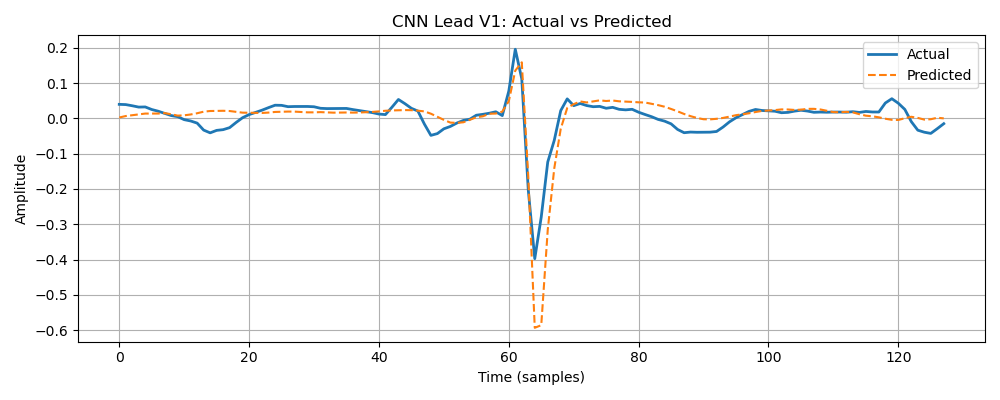 CNN Lead V1: Actual vs Predicted
Actual
Predicted
Amplitude
0.2
0.1
0.0
−0.1
−0.2
−0.3
−0.4
−0.5
−0.6
0 20 40 60 80 100 120
Time (samples)